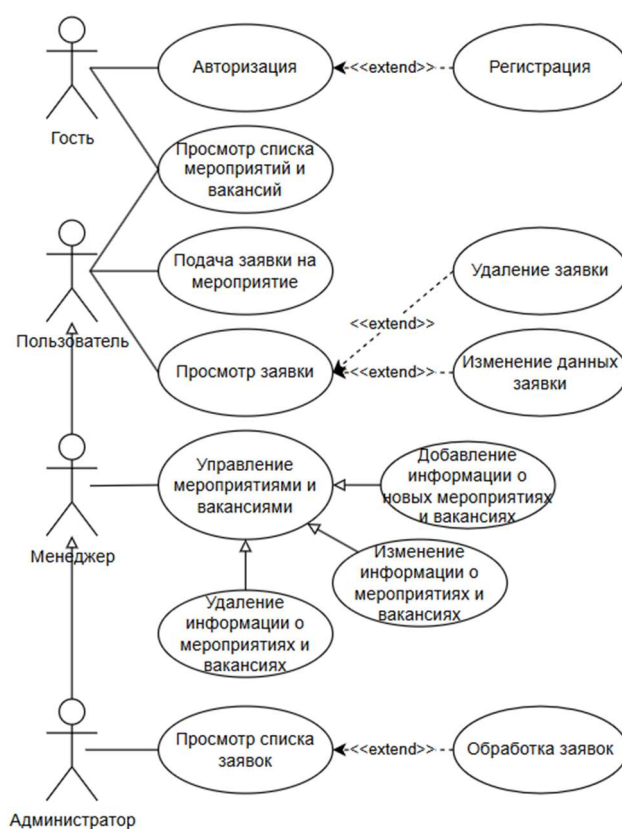 Авторизация
<<extend>>
Регистрация
Гость
Просмотр списка
мероприятий и
вакансий
Подача заявки на
мероприятие
Удаление заявки
<<extend>>
Пользователь
Просмотр заявки
<<extend>>
Изменение данных
заявки
Управление
мероприятиями и
вакансиями
Добавление
информации о
новых мероприятиях
и вакансиях
Менеджер
Изменение
информации о
мероприятиях и
вакансиях
Удаление
информации о
мероприятиях и
вакансиях
Просмотр списка
заявок
<<extend>>
Обработка заявок
Администратор